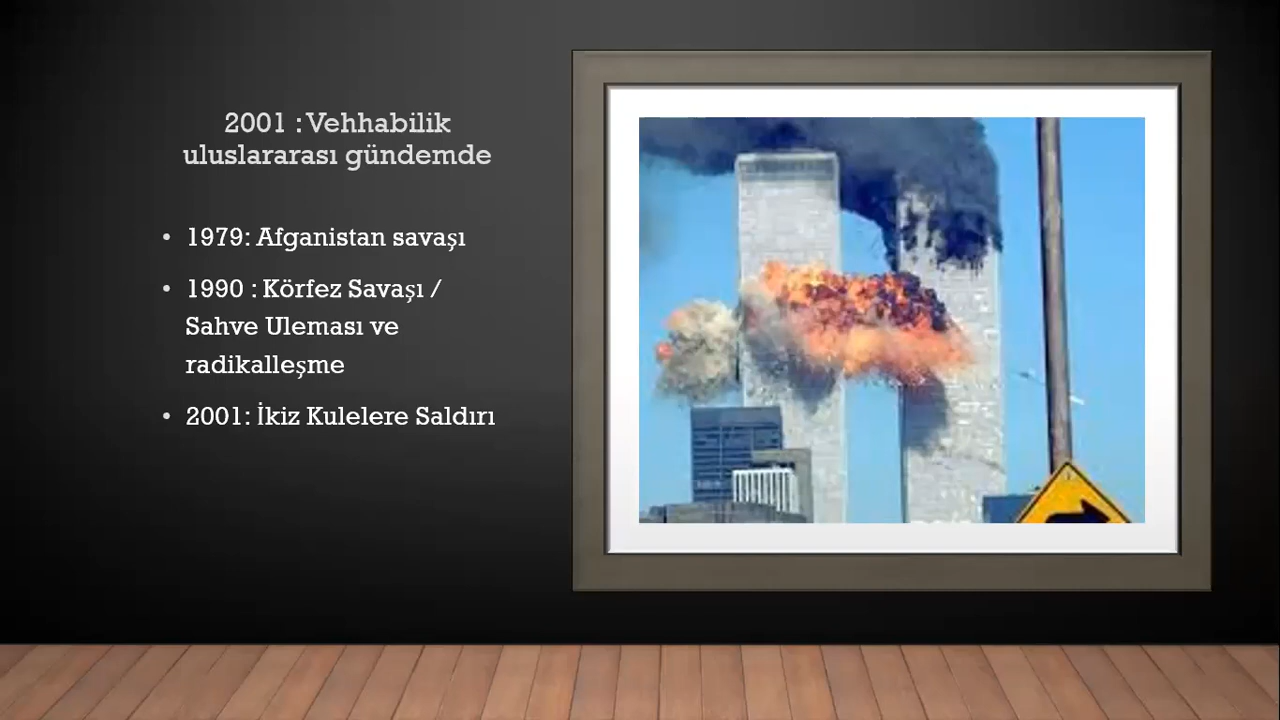 2001 : Vehhabilik
uluslararası gündemde
• 1979: Afganistan savaşı
• 1990 : Körfez Savaşı /
Sahve Uleması ve
radikalleşme
• 2001: İkiz Kulelere Saldırı